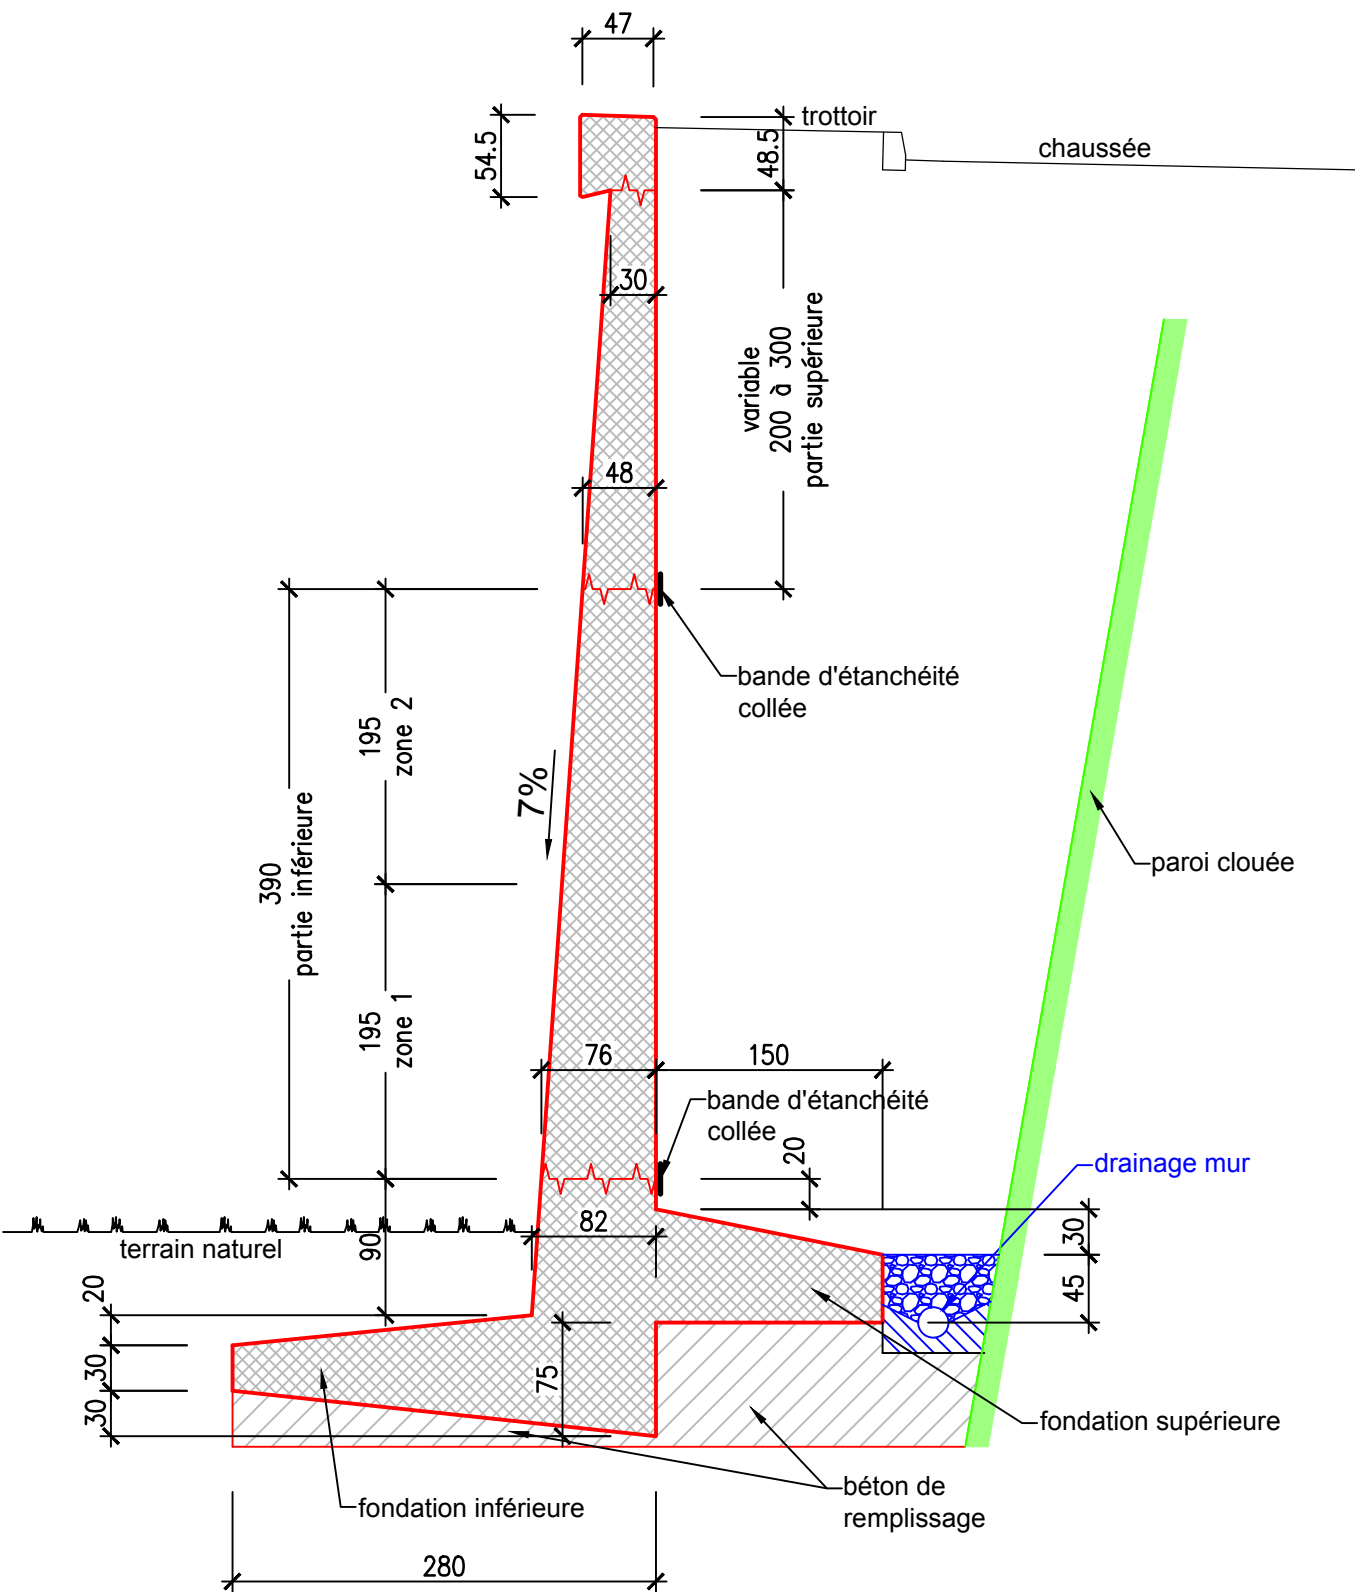 47
trottoir
chaussée
54.5
48.5
30
variable
200 à 300
partie supérieure
48
bande d'étanchéité
collée
195
zone 2
7%
390
partie inférieure
paroi clouée
195
zone 1
76
150
bande d'étanchéité
collée
20
drainage mur
82
30
terrain naturel
90
45
20
30
75
30
fondation supérieure
béton de
remplissage
fondation inférieure
280